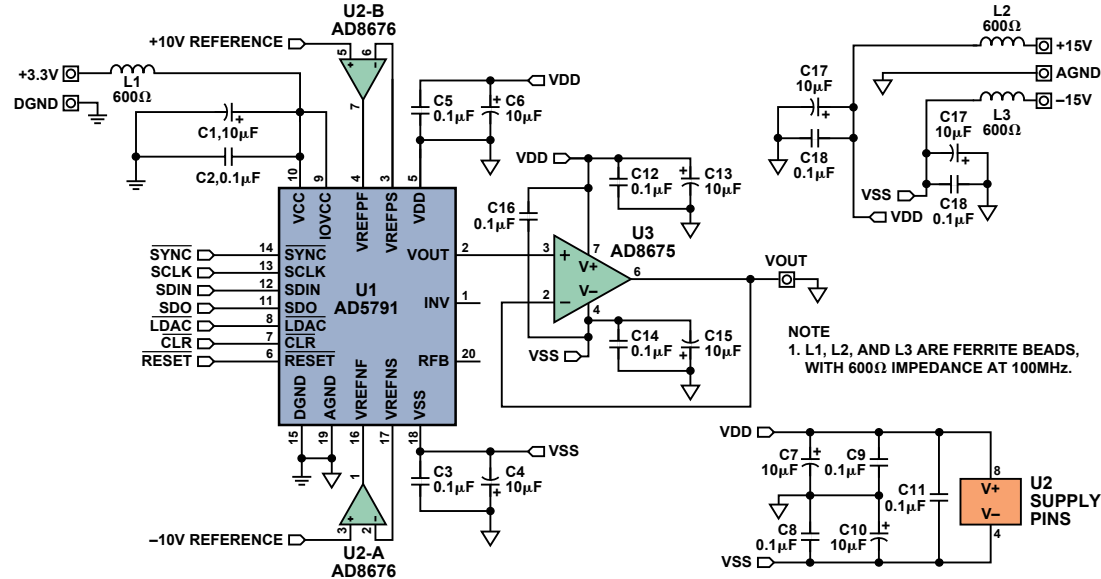 U2-B
AD8676
+10V REFERENCE
5
6
7
+3.3V
L1
600Ω
DGND
C1,10µF
+
C2,0.1µF
C5
0.1µF
+
C6
10µF
VDD
10
9
4
3
5
VCC
IOVCC
VREFPF
VREFPS
VDD
SYNC
14
SYNC
SCLK
13
SCLK
SDIN
12
SDIN
SDO
11
SDO
LDAC
8
LDAC
CLR
7
CLR
RESET
6
RESET
U1
AD5791
VOUT
2
INV
1
RFB
20
DGND
AGND
VREFNF
VREFNS
VSS
15
19
16
17
18
VSS
C3
0.1µF
C4
10µF
+
1
3
2
+
–
–10V REFERENCE
U2-A
AD8676
VDD
C12
0.1µF
+
C13
10µF
C16
0.1µF
U3
AD8675
3
+
7
V+
6
2
–
V–
4
VSS
C14
0.1µF
C15
10µF
+
VOUT
L2
600Ω
+15V
AGND
–15V
L3
600Ω
C17
10µF
+
C18
0.1µF
C17
10µF
+
C18
0.1µF
VSS
VDD
NOTE
1. L1, L2, AND L3 ARE FERRITE BEADS,
WITH 600Ω IMPEDANCE AT 100MHz.
VDD
C7
10µF
+
C9
0.1µF
C11
0.1µF
C8
0.1µF
C10
10µF
+
VSS
8
V+
V–
4
U2
SUPPLY
PINS